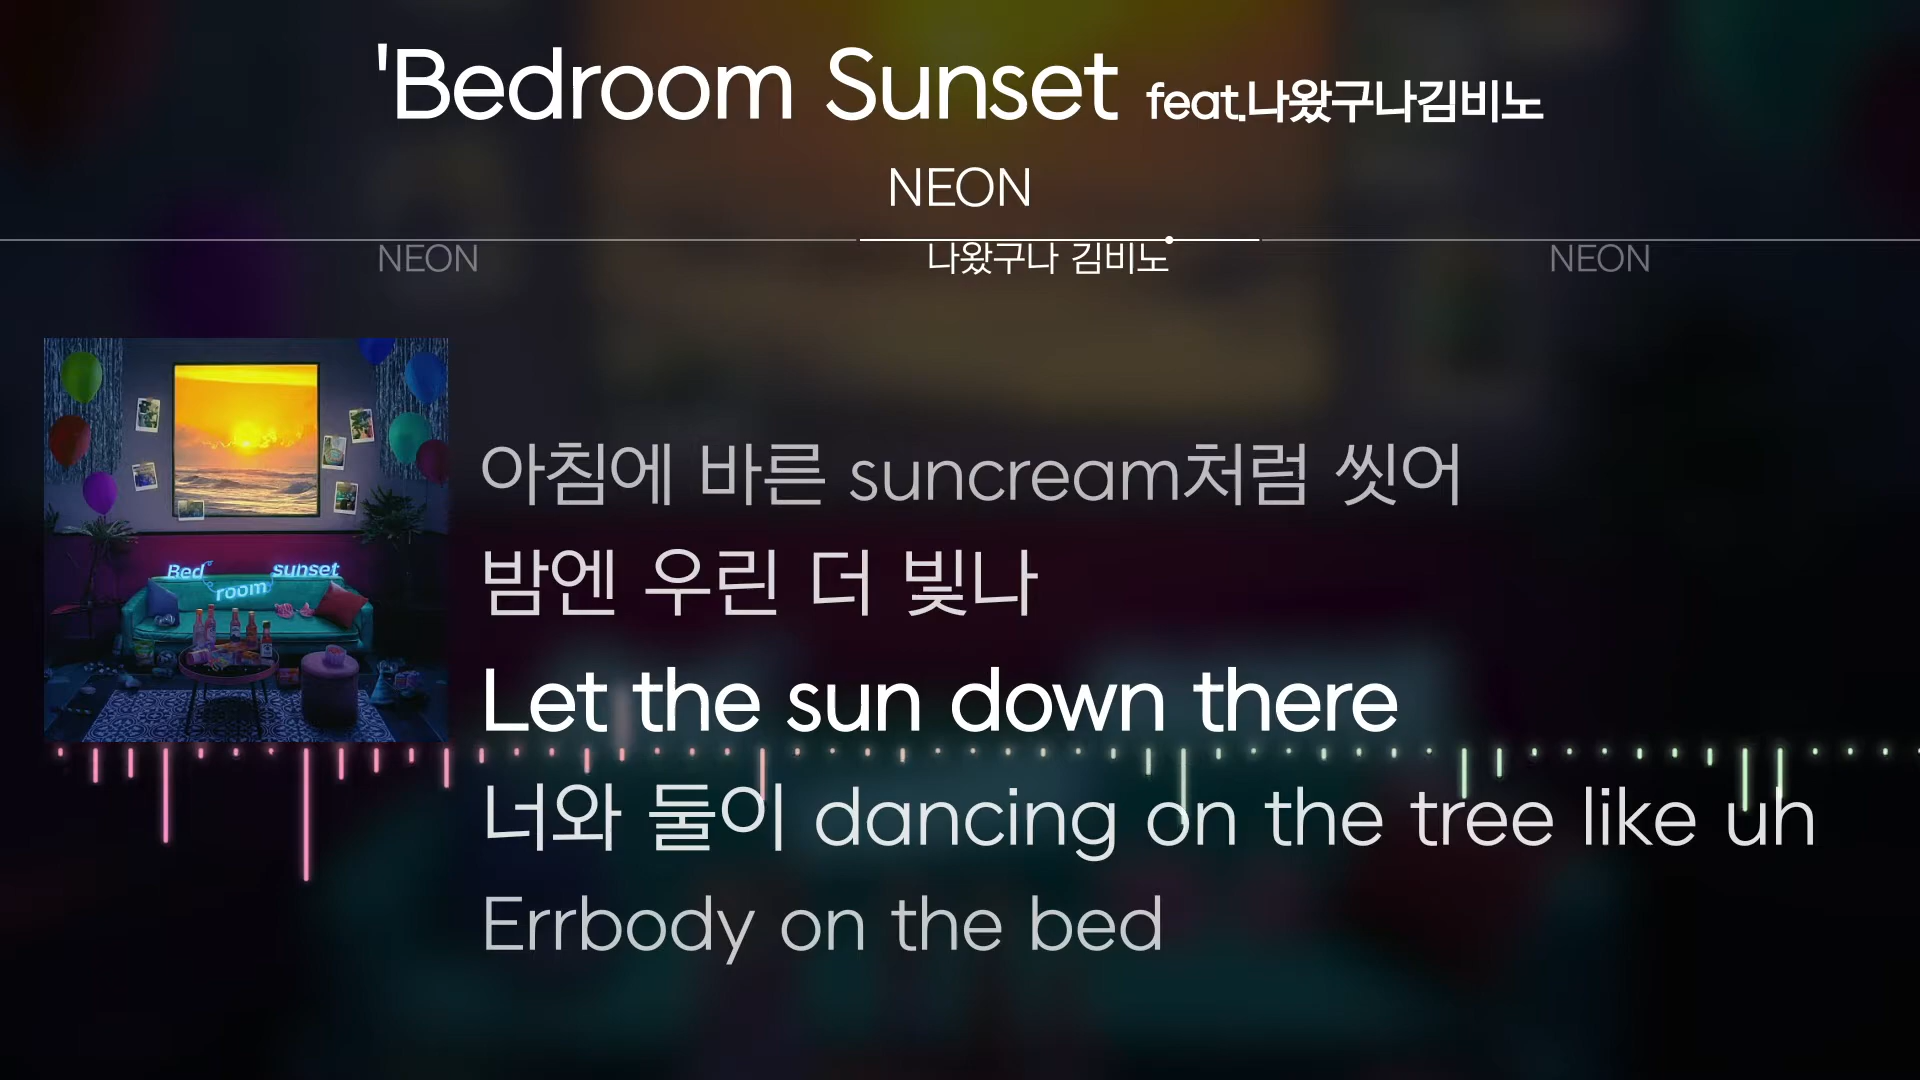 'Bedroom Sunset feat.나왔구나김비노
NEON
NEON
나왔구나 김비노
NEON
Bed
room
sunset
아침에 바른 suncream처럼 씻어
밤엔 우린 더 빛나
Let the sun down there
너와 둘이 dancing on the tree like uh
Errbody on the bed